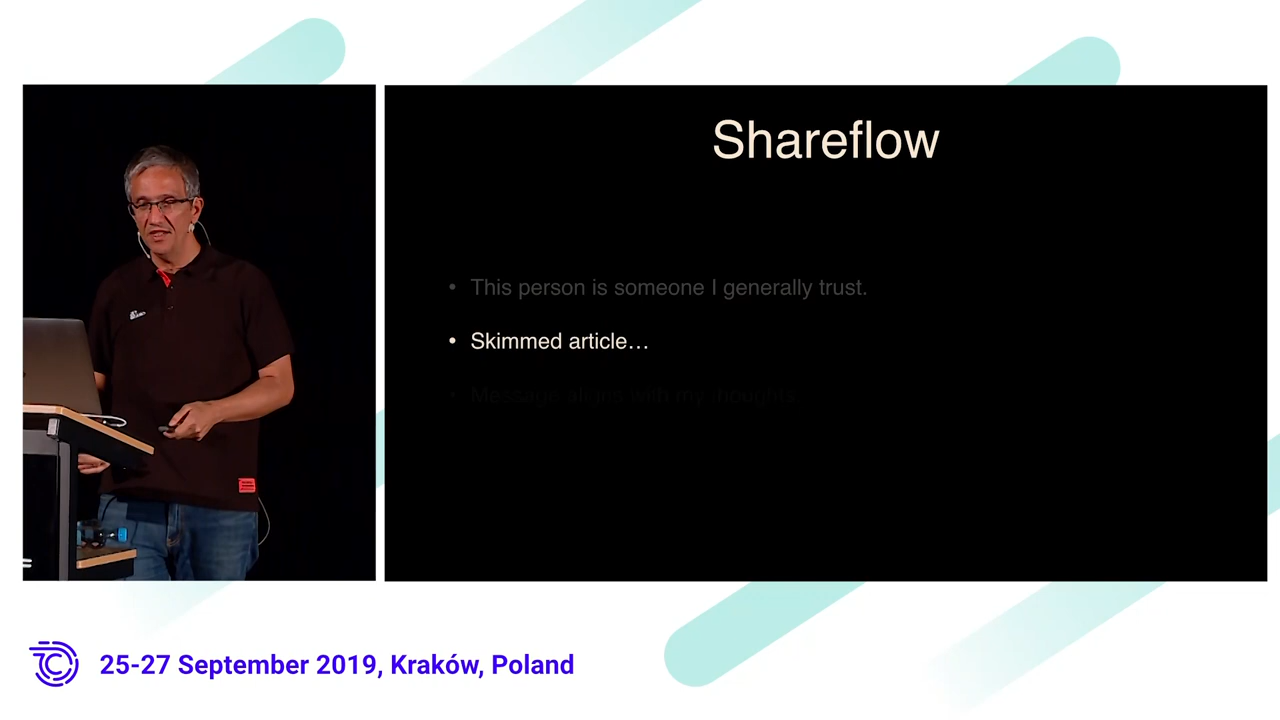 Shareflow
• This person is someone I generally trust.
• Skimmed article…
• Message aligns with my thoughts.
25-27 September 2019, Kraków, Poland